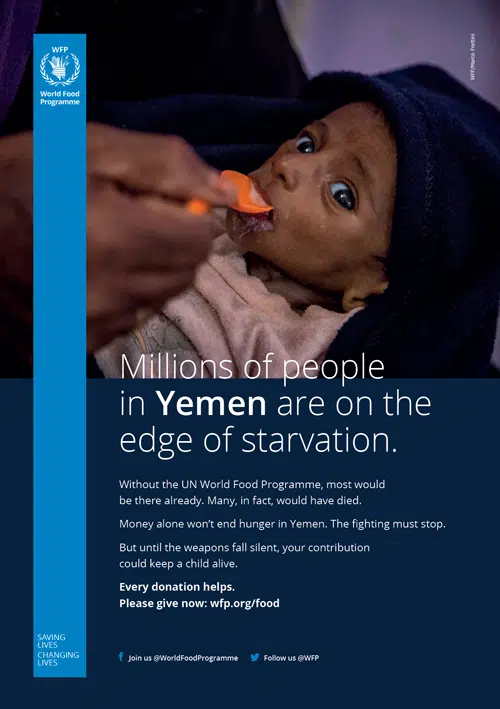 WFP
World Food
Programme
WFP/Marco Frattini
Millions of people
in Yemen are on the
edge of starvation.
Without the UN World Food Programme, most would
be there already. Many, in fact, would have died.
Money alone won’t end hunger in Yemen. The fighting must stop.
But until the weapons fall silent, your contribution
could keep a child alive.
Every donation helps.
Please give now: wfp.org/food
SAVING
LIVES
CHANGING
LIVES
Join us @WorldFoodProgramme
Follow us @WFP